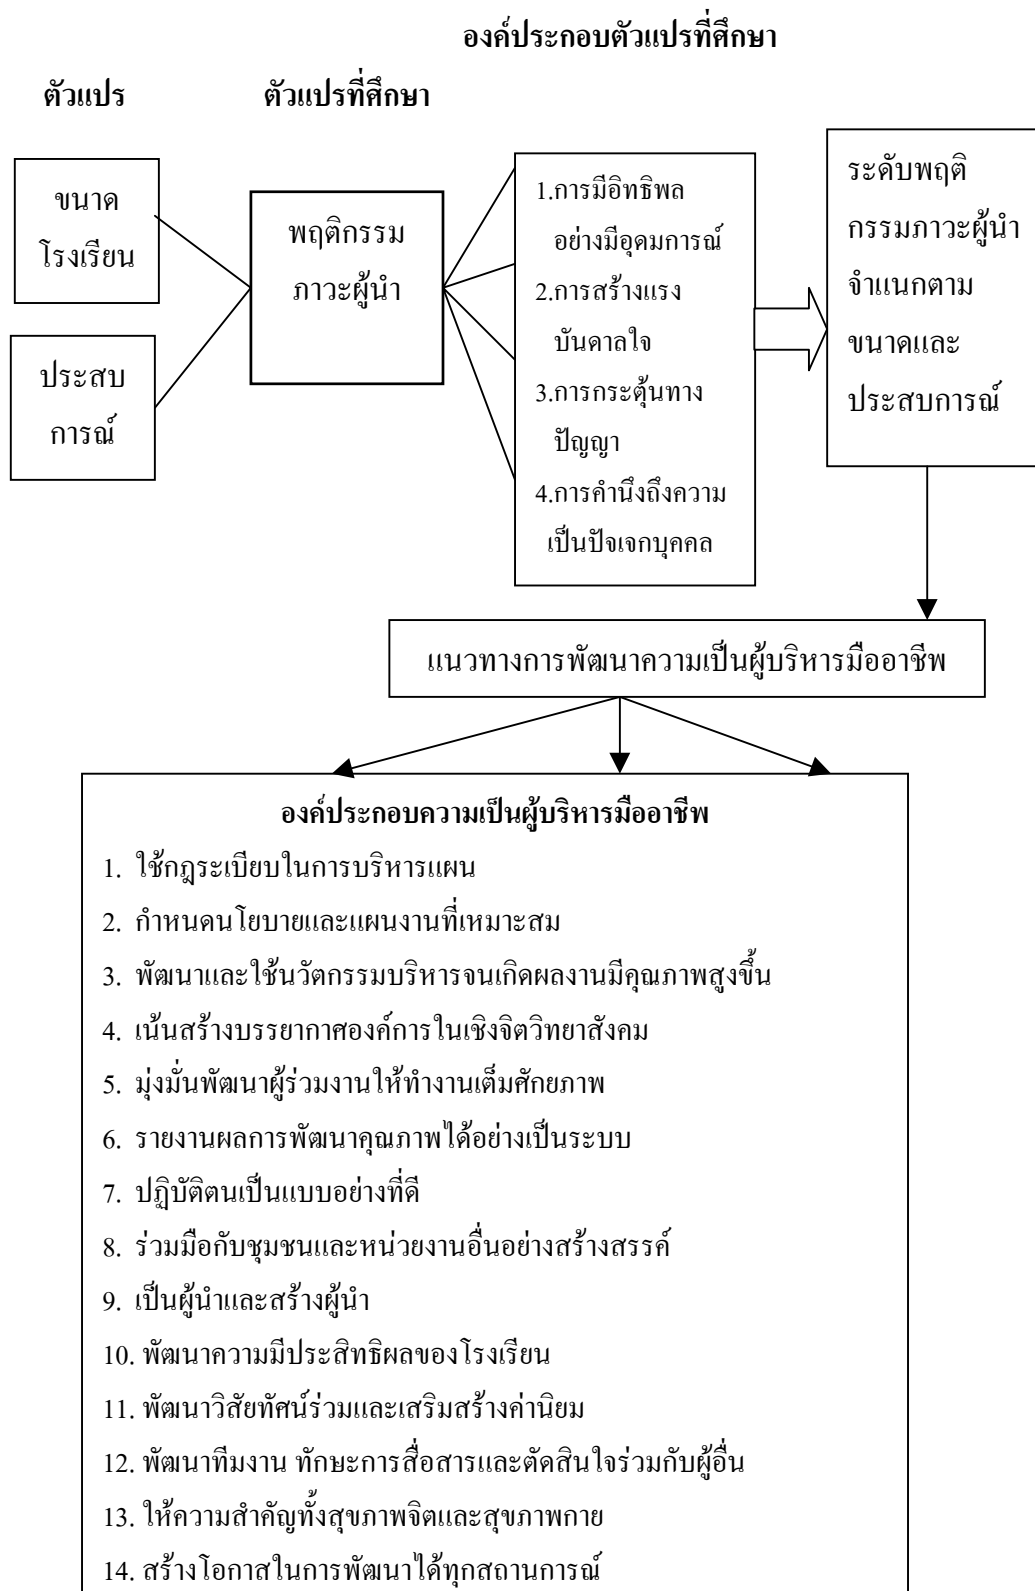 องค์ประกอบตัวแปรที่ศึกษา
ตัวแปร
ตัวแปรที่ศึกษา
ขนาด
โรงเรียน
ประสบ
การณ์
พฤติกรรม
ภาวะผู้นำ
1.การมีอิทธิพล
อย่างมีอุดมการณ์
2.การสร้างแรง
บันดาลใจ
3.การกระตุ้นทาง
ปัญญา
4.การคำนึงถึงความ
เป็นปัจเจกบุคคล
ระดับพฤติ
กรรมภาวะผู้นำ
จำแนกตาม
ขนาดและ
ประสบการณ์
แนวทางการพัฒนาความเป็นผู้บริหารมืออาชีพ
องค์ประกอบความเป็นผู้บริหารมืออาชีพ
1. ใช้กฎระเบียบในการบริหารแผน
2. กำหนดนโยบายและแผนงานที่เหมาะสม
3. พัฒนาและใช้นวัตกรรมบริหารจนเกิดผลงานมีคุณภาพสูงขึ้น
4. เน้นสร้างบรรยากาศองค์การในเชิงจิตวิทยาสังคม
5. มุ่งมั่นพัฒนาผู้ร่วมงานให้ทำงานเต็มศักยภาพ
6. รายงานผลการพัฒนาคุณภาพได้อย่างเป็นระบบ
7. ปฏิบัติตนเป็นแบบอย่างที่ดี
8. ร่วมมือกับชุมชนและหน่วยงานอื่นอย่างสร้างสรรค์
9. เป็นผู้นำและสร้างผู้นำ
10. พัฒนาความมีประสิทธิผลของโรงเรียน
11. พัฒนาวิสัยทัศน์ร่วมและเสริมสร้างค่านิยม
12. พัฒนาทีมงาน ทักษะการสื่อสารและตัดสินใจร่วมกับผู้อื่น
13. ให้ความสำคัญทั้งสุขภาพจิตและสุขภาพกาย
14. สร้างโอกาสในการพัฒนาได้ทุกสถานการณ์